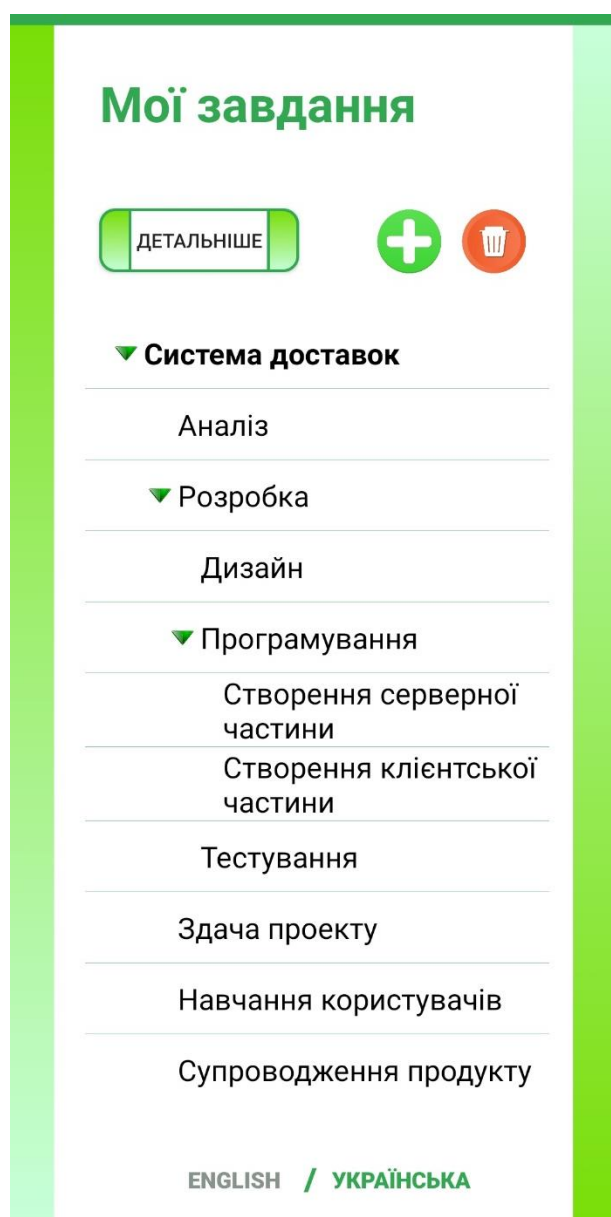 Мої завдання
ДЕТАЛЬНІШЕ
Система доставок
Аналіз
Розробка
Дизайн
Програмування
Створення серверної
частини
Створення клієнтської
частини
Тестування
Здача проекту
Навчання користувачів
Супроводження продукту
ENGLISH / УКРАЇНСЬКА